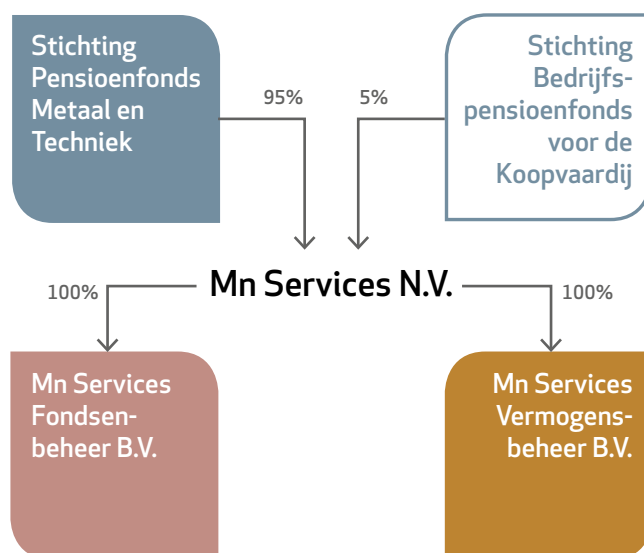 Stichting
Pensioenfonds
Metaal en
Techniek
95%
5%
Stichting
Bedrijfs-
pensioenfonds
voor de
Koopvaardij
Mn Services N.V.
100%
100%
Mn Services
Fondsen-
beheer B.V.
Mn Services
Vermogens-
beheer B.V.